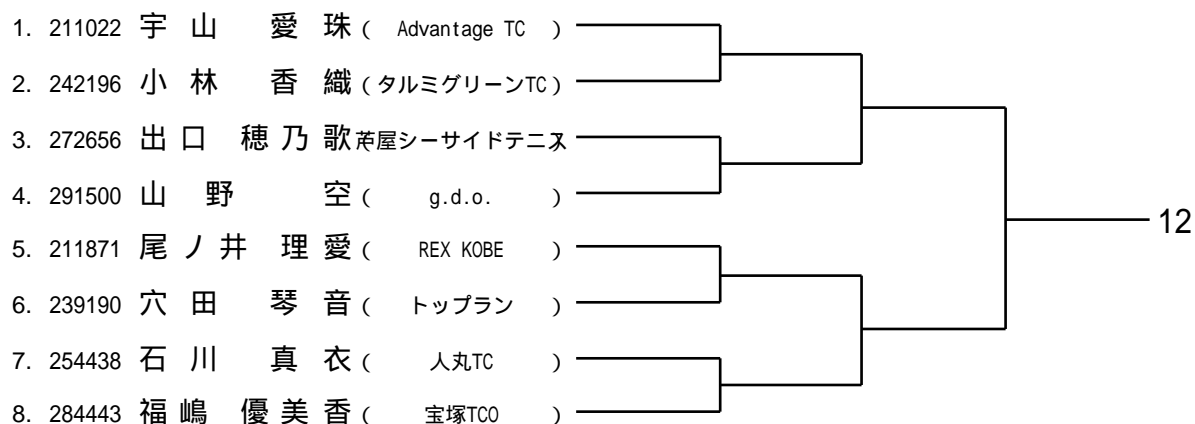 1. 211022 宇山 愛珠 ( Advantage TC )
2. 242196 小林 香織 ( タルミグリーンTC )
3. 272656 出口 穂乃歌 芦屋シーサイドテニス
4. 291500 山野 空 ( g.d.o. )
12
5. 211871 尾ノ井 理愛 ( REX KOBE )
6. 239190 穴田 琴音 ( トップラン )
7. 254438 石川 真衣 ( 人丸TC )
8. 284443 福嶋 優美香 ( 宝塚TCO )